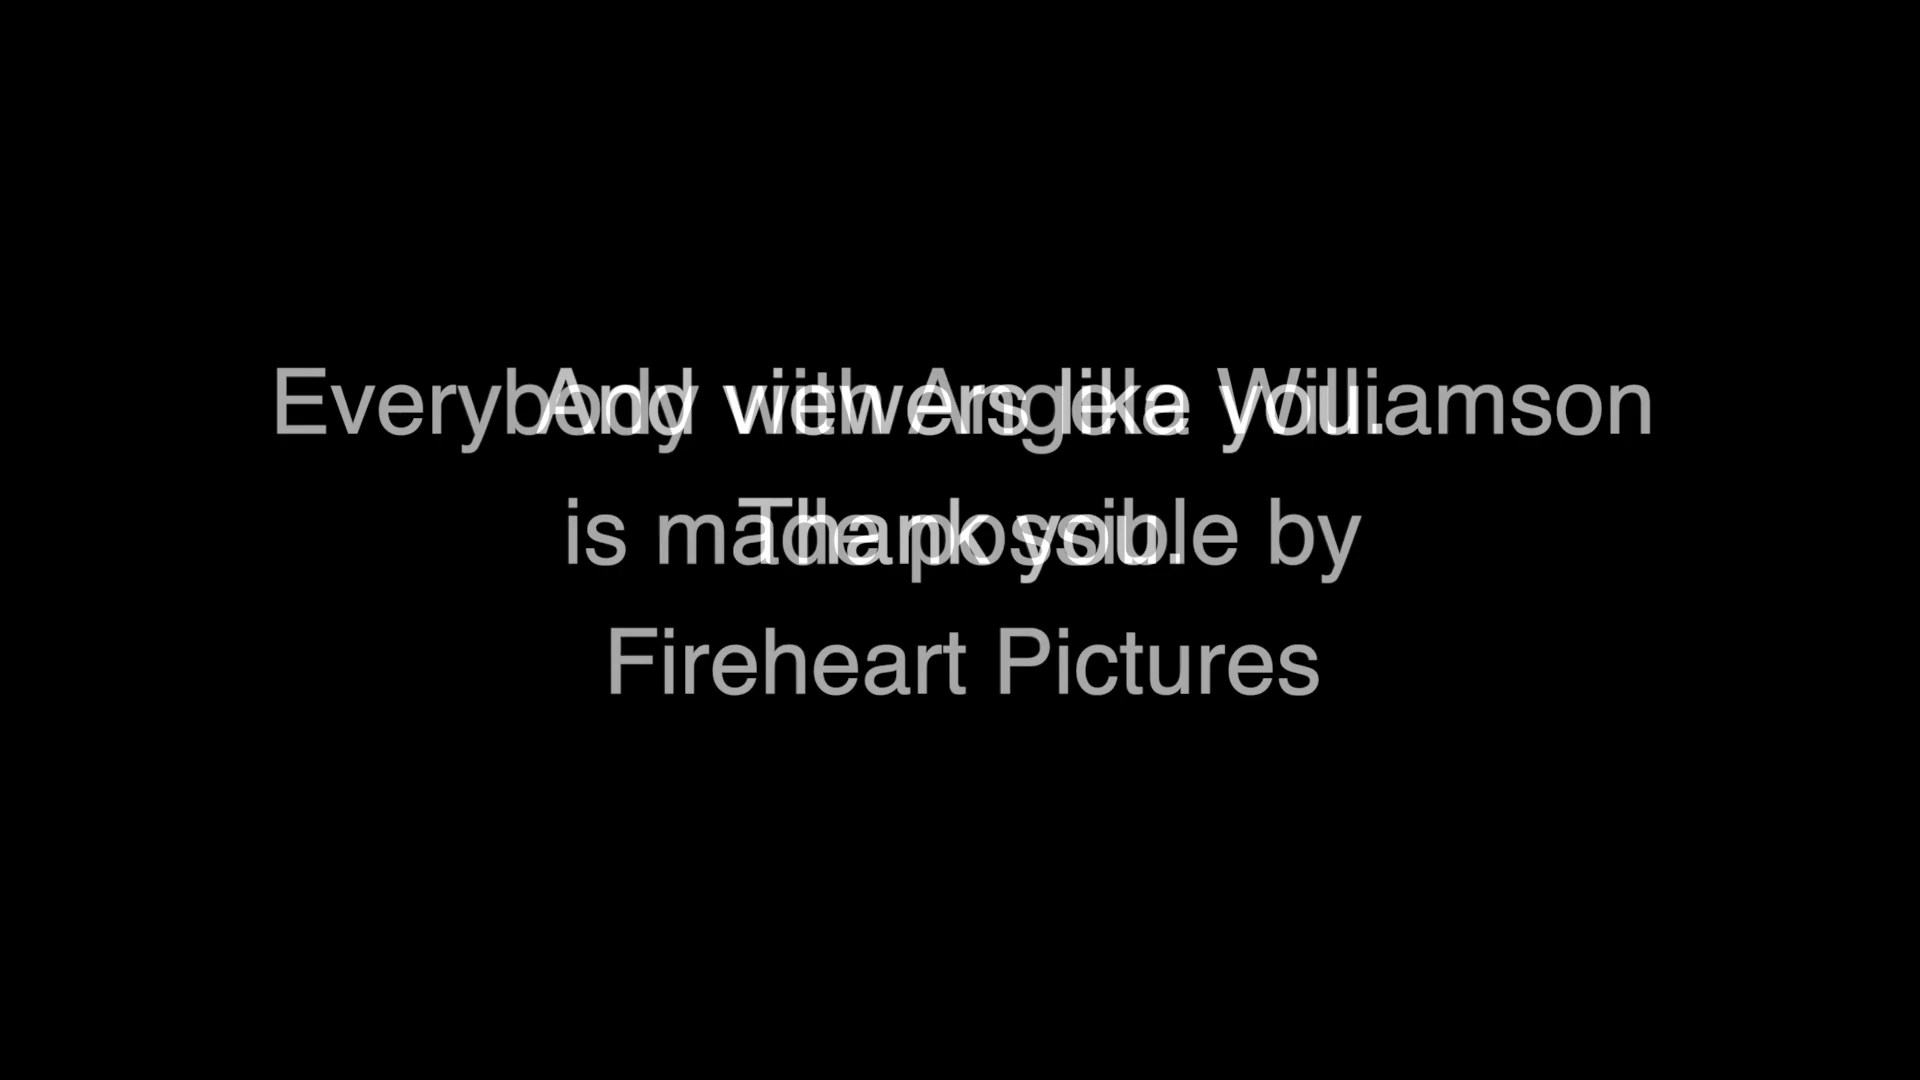 Everybody with Angela Williamson
is made possible by
Fireheart Pictures
And viewers like you.
Thank you.